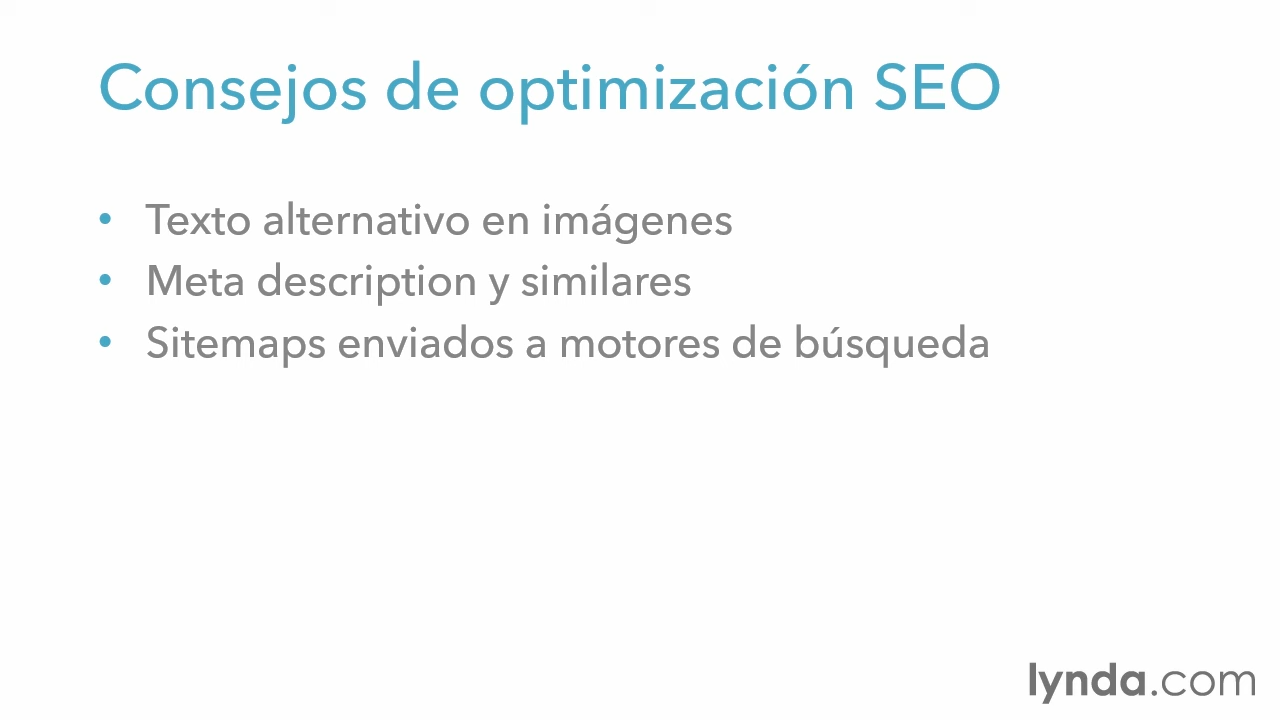 Consejos de optimización SEO
• Texto alternativo en imágenes
• Meta description y similares
• Sitemaps enviados a motores de búsqueda
lynda.com